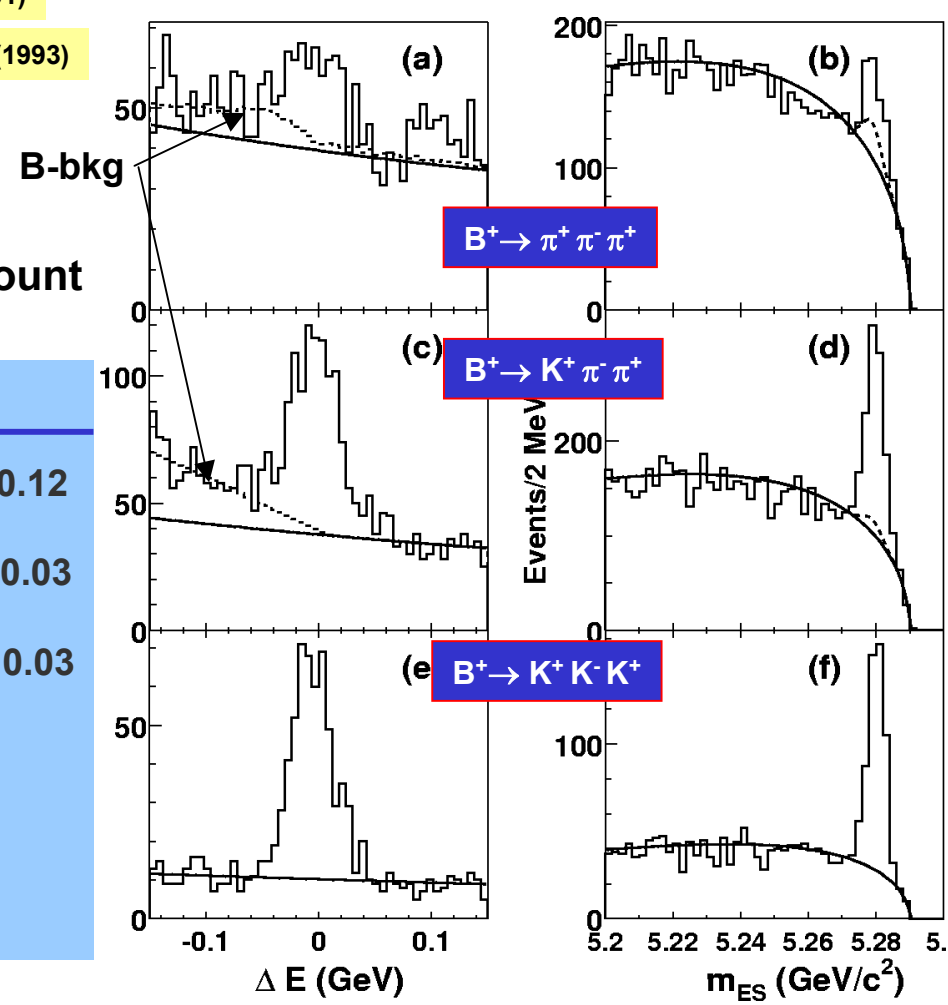 (1993)
B-bkg
ount
0.12
0.03
0.03
(a)
50
0
(b)
200
100
0
B+→ π+ π- π+
(c)
100
50
0
(d)
200
0
B+→ K+ π- π+
Events/2 MeV
(e
50
0
(f)
100
0
B+→ K+ K- K+
-0.1 0 0.1
5.2 5.22 5.24 5.26 5.28 5.
Δ E (GeV)
mES (GeV/c2)